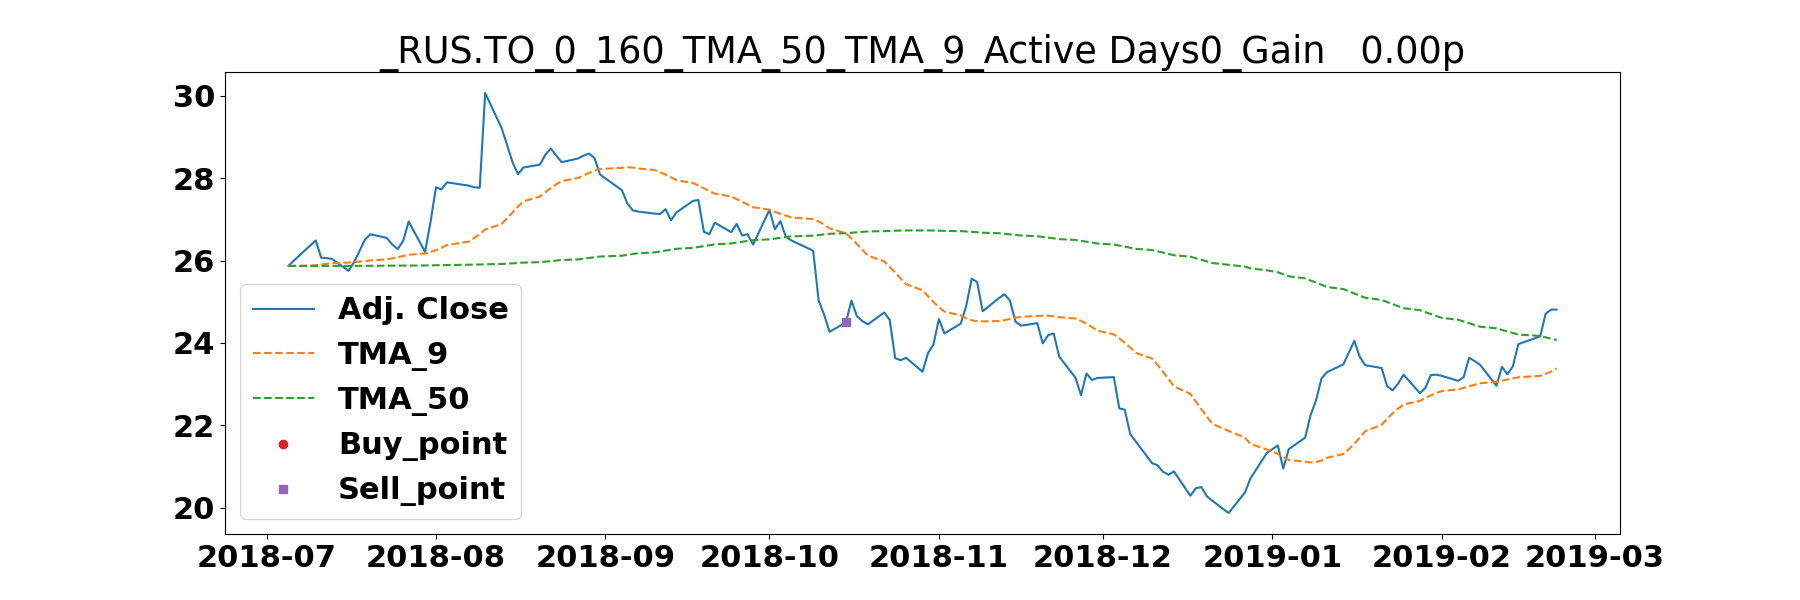 _RUS.TO_0_160_TMA_50_TMA_9_Active Days0_Gain   0.00p
30
28
26
24
22
20
Adj. Close
TMA_9
TMA_50
Buy_point
Sell_point
2018-07 2018-08 2018-09 2018-10 2018-11 2018-12 2019-01 2019-02 2019-03